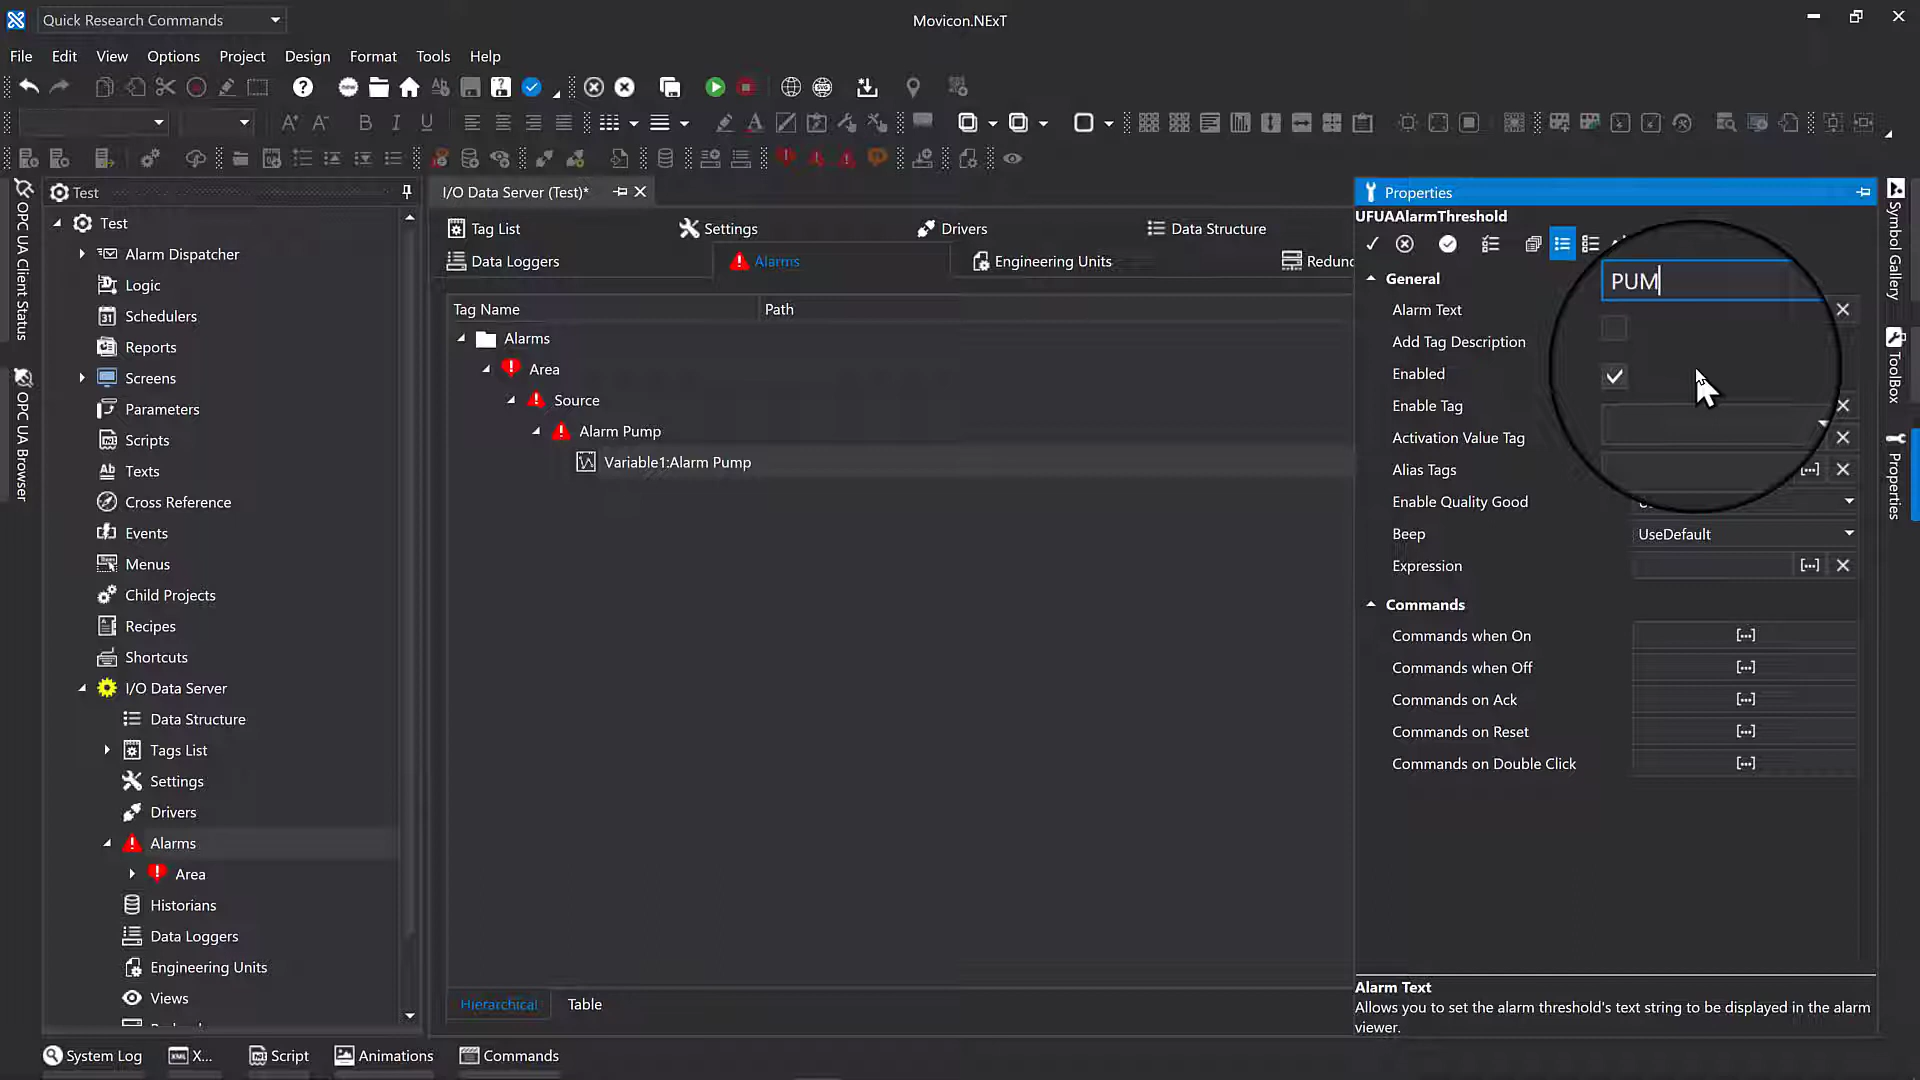 Quick Research Commands
Movicon.NExT
File Edit View Options Project Design Format Tools Help
Test
I/O Data Server (Test)*
Properties
UFUAAlarmThreshold
OPC UA Client Status
OPC UA Browser
Test
Alarm Dispatcher
Logic
Schedulers
Reports
Screens
Parameters
Scripts
Texts
Cross Reference
Events
Menus
Child Projects
Recipes
Shortcuts
I/O Data Server
Data Structure
Tags List
Settings
Drivers
Alarms
Area
Historians
Data Loggers
Engineering Units
Views
Tag List
Settings
Drivers
Data Structure
Data Loggers
Alarms
Engineering Units
Redund
Tag Name Path
Alarms
Area
Source
Alarm Pump
Variable1:Alarm Pump
Hierarchical Table
General
PUM
Alarm Text
Add Tag Description
Enabled
Enable Tag
Activation Value Tag
Alias Tags
Enable Quality Good
Beep UseDefault
Expression
Commands
Commands when On
Commands when Off
Commands on Ack
Commands on Reset
Commands on Double Click
Alarm Text
Allows you to set the alarm threshold's text string to be displayed in the alarm
viewer.
Symbol Gallery
ToolBox
Properties
System Log X... Script Animations Commands